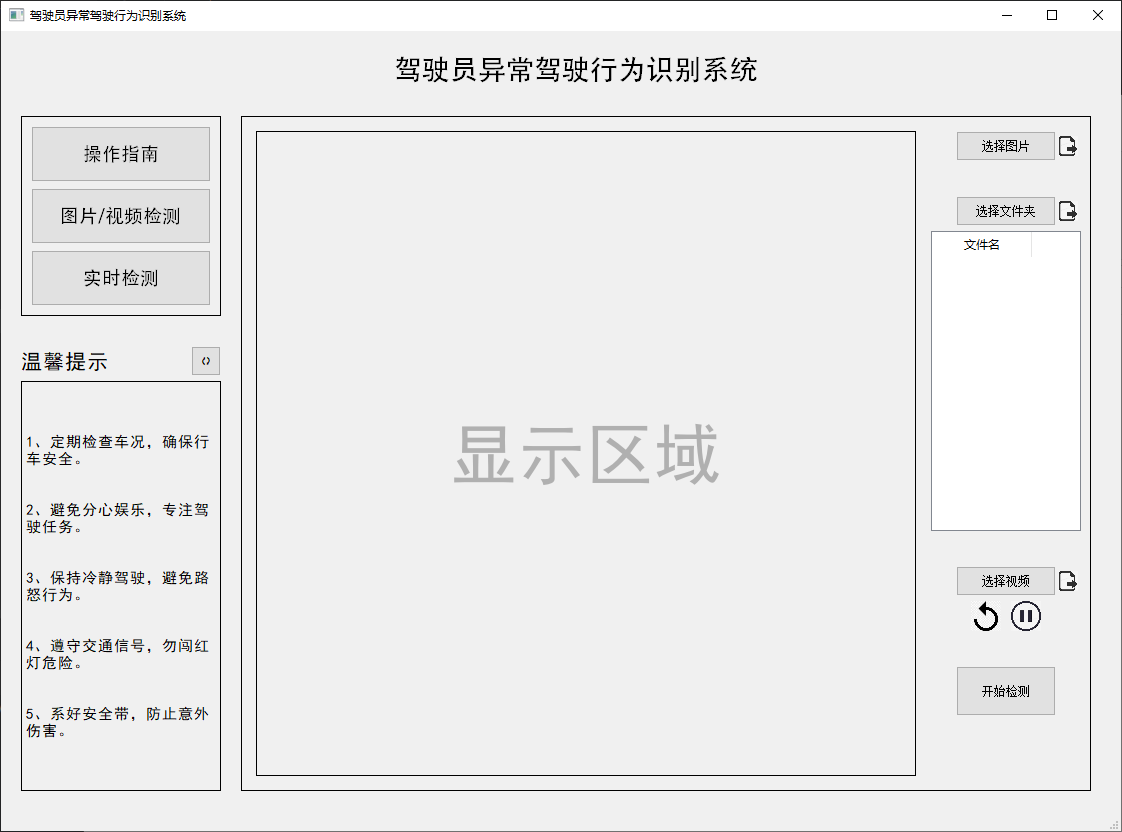 驾驶员异常驾驶行为识别系统
驾驶员异常驾驶行为识别系统
操作指南
图片/视频检测
实时检测
温馨提示
1、定期检查车况，确保行
车安全。
2、避免分心娱乐，专注驾
驶任务。
3、保持冷静驾驶，避免路
怒行为。
4、遵守交通信号，勿闯红
灯危险。
5、系好安全带，防止意外
伤害。
显示区域
选择图片
选择文件夹
文件名
选择视频
开始检测